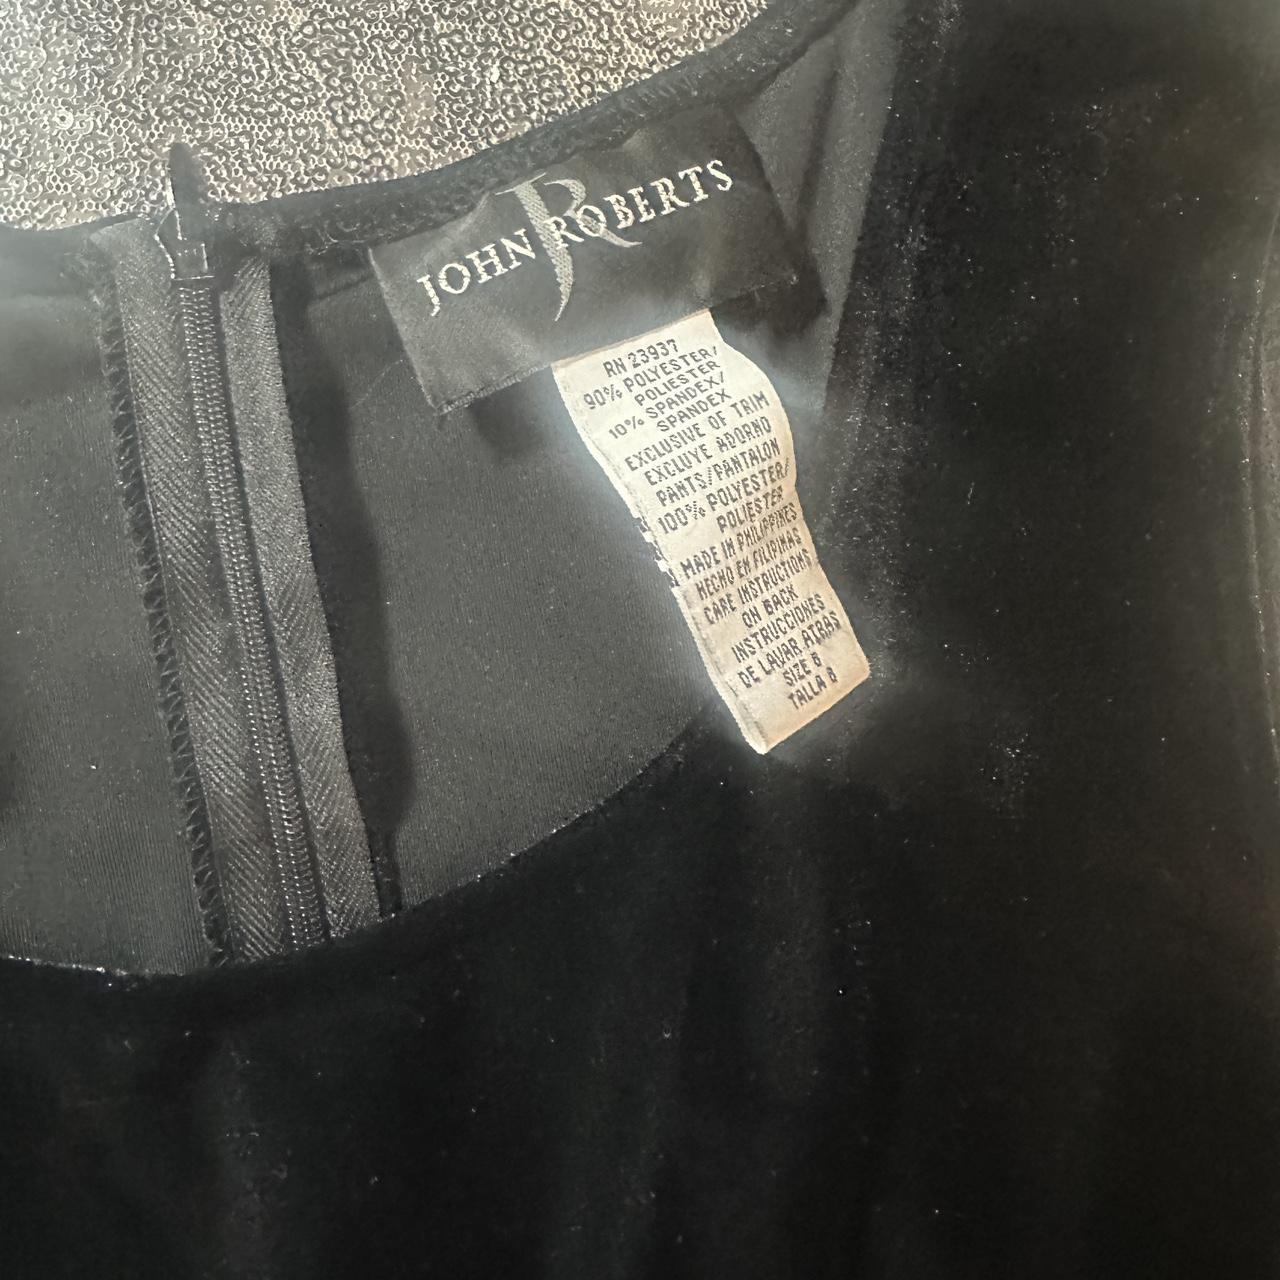 JOHN ROBERTS
JR
RN 23937
90% POLYESTER/
POLIESTER
10% SPANDEX/
SPANDEX
EXCLUSIVE OF TRIM
EXCLUYE ADORNO
PANTS/PANTALON
100% POLYESTER/
POLIESTER
MADE IN PHILIPPINES
HECHO EN FILIPINAS
CARE INSTRUCTIONS
ON BACK
INSTRUCCIONES
DE LAVAR ATRAS
SIZE 8
TALLA 8